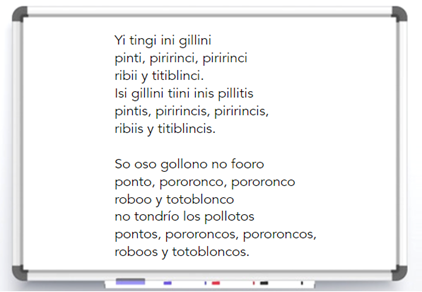 Yi tingi ini gillini
pinti, piririnci, piririnci
ribii y titiblinci.
Isi gillini tiini inis pillitis
pintis, piririncis, piririncis,
ribiis y titiblincis.
So oso gollono no fooro
ponto, pororonco, pororonco
roboo y totoblonco
no tondrío los pollotos
pontos, pororoncos, pororoncos,
roboos y totobloncos.